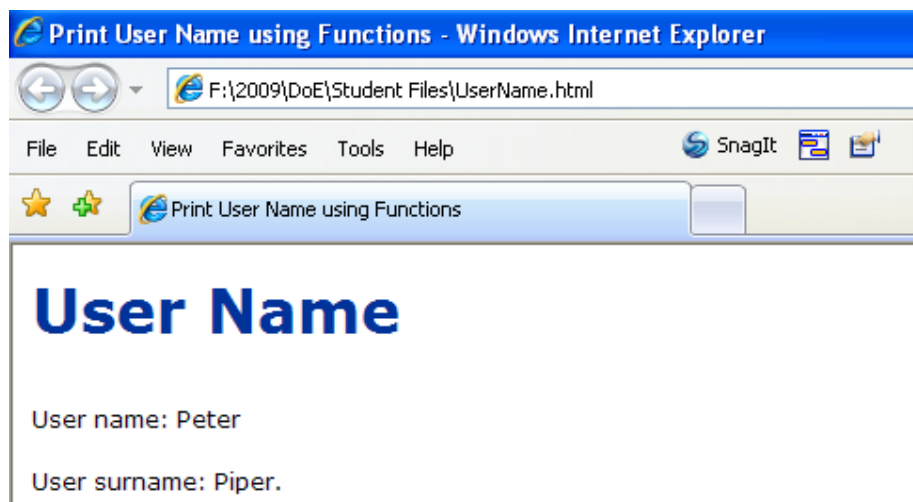 Print User Name using Functions - Windows Internet Explorer
F:\2009\DoE\Student Files\UserName.html
File Edit View Favorites Tools Help SnagIt
Print User Name using Functions
User Name
User name: Peter
User surname: Piper.